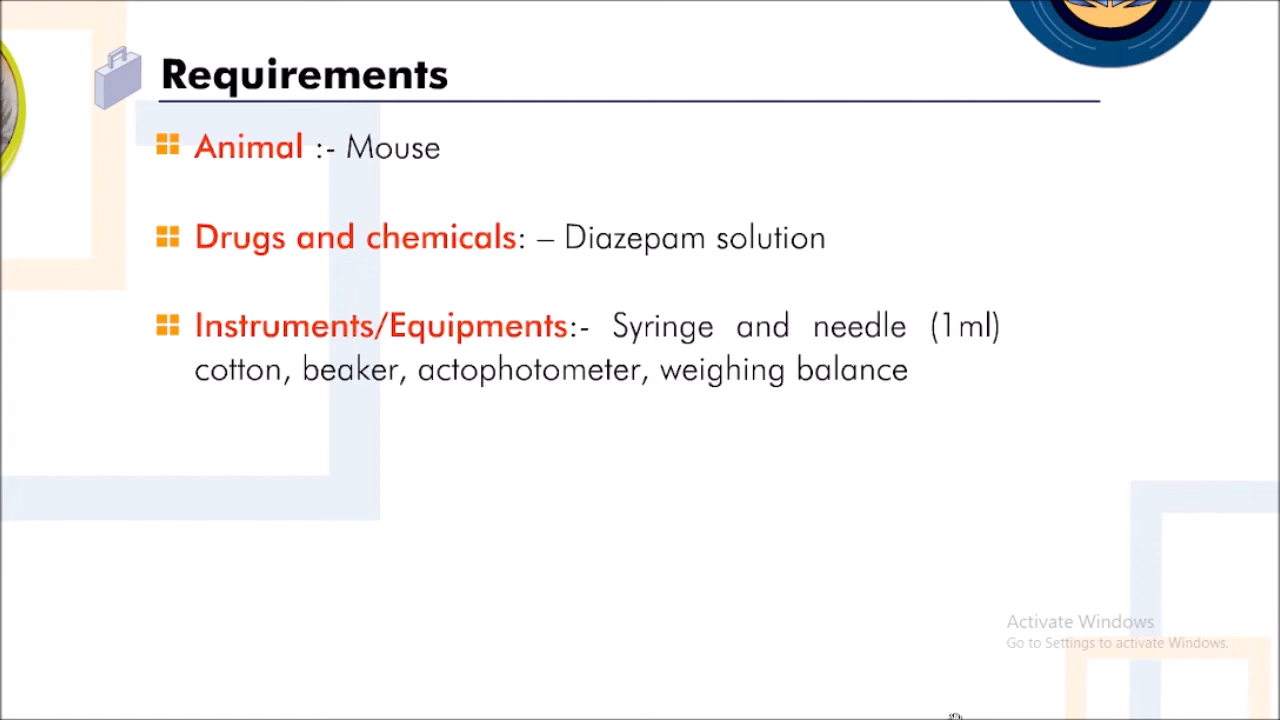 Requirements
Animal :- Mouse
Drugs and chemicals: – Diazepam solution
Instruments/Equipments:- Syringe and needle (1ml)
cotton, beaker, actophotometer, weighing balance
Activate Windows
Go to Settings to activate Windows.